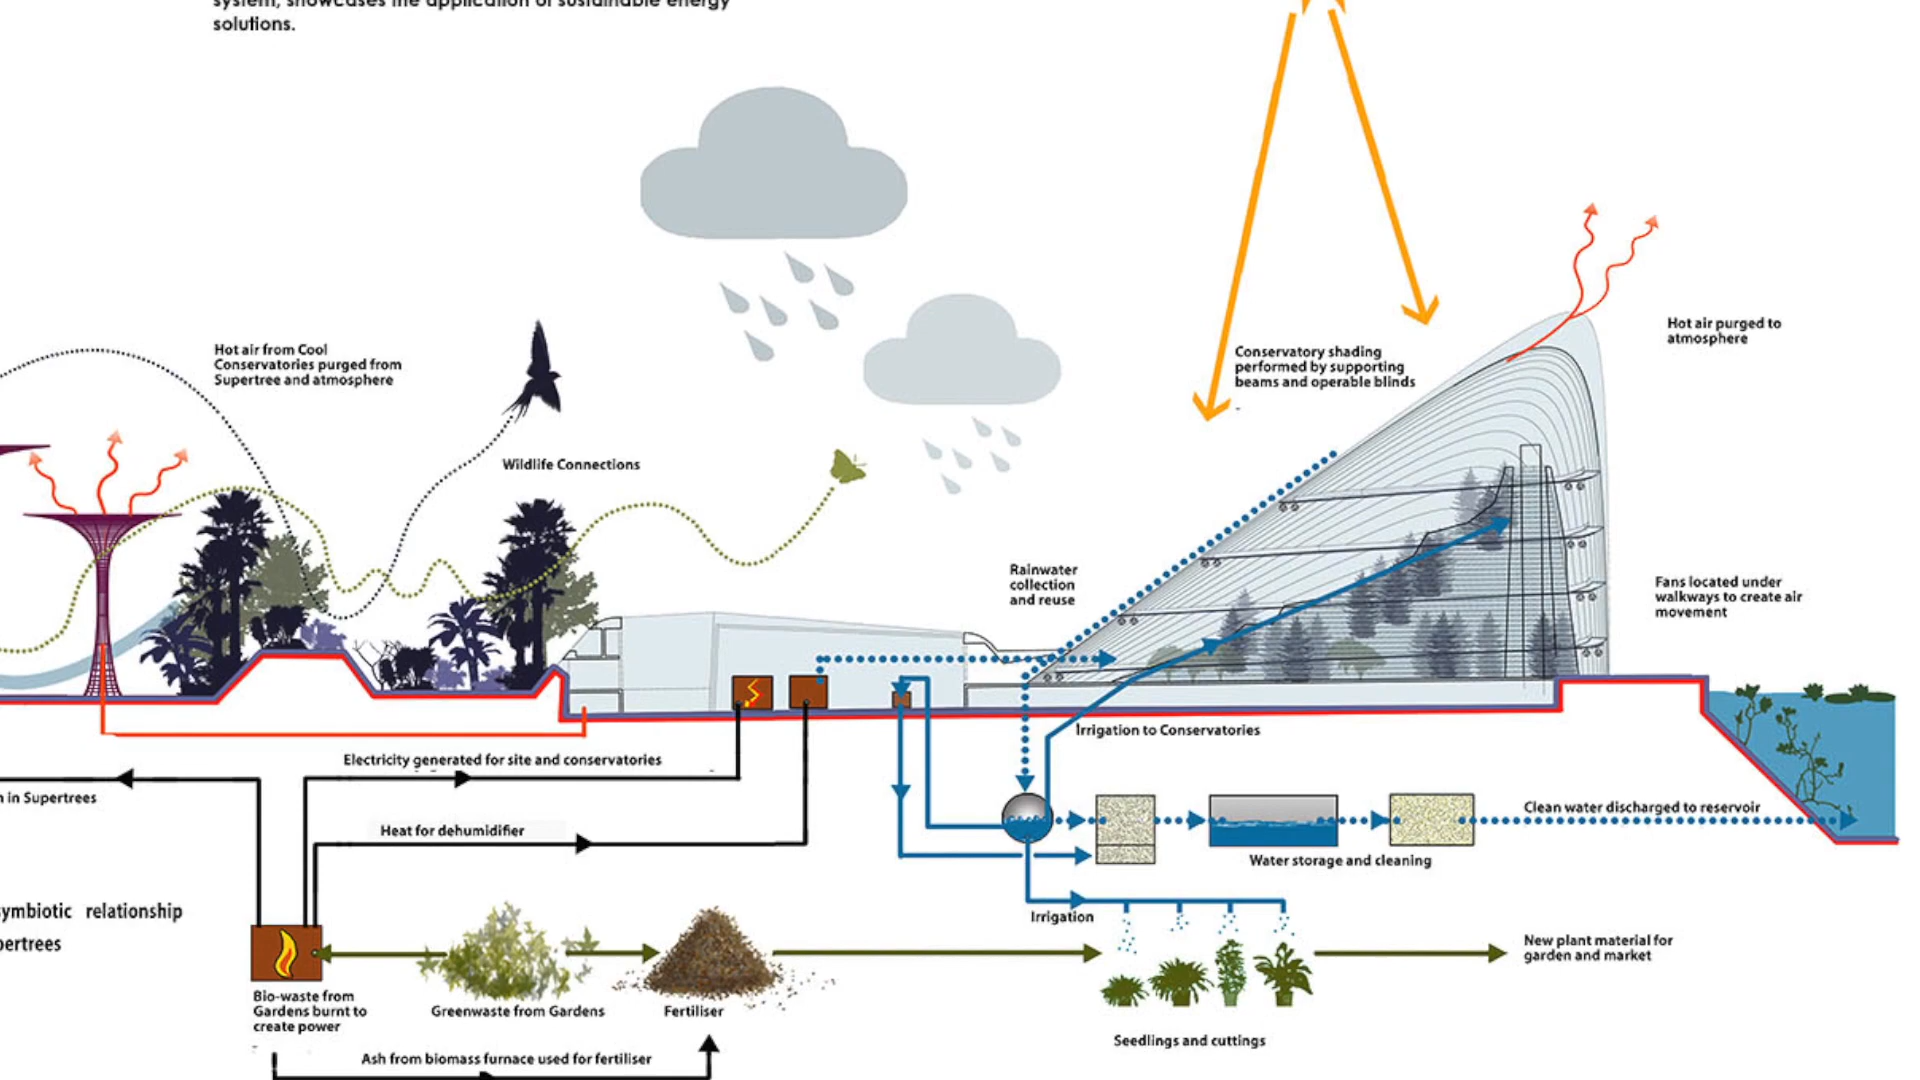 solutions.
Hot air from Cool
Conservatories purged from
Supertree and atmosphere
Wildlife Connections
Conservatory shading
performed by supporting
beams and operable blinds
Hot air purged to
atmosphere
Rainwater
collection
and reuse
Fans located under
walkways to create air
movement
Irrigation to Conservatories
Electricity generated for site and conservatories
in Supertrees
Heat for dehumidifier
Clean water discharged to reservoir
Water storage and cleaning
relationship
Irrigation
New plant material for
garden and market
Bio-waste from
Gardens burnt to
create power
Greenwaste from Gardens
Fertiliser
Seedlings and cuttings
Ash from biomass furnace used for fertiliser